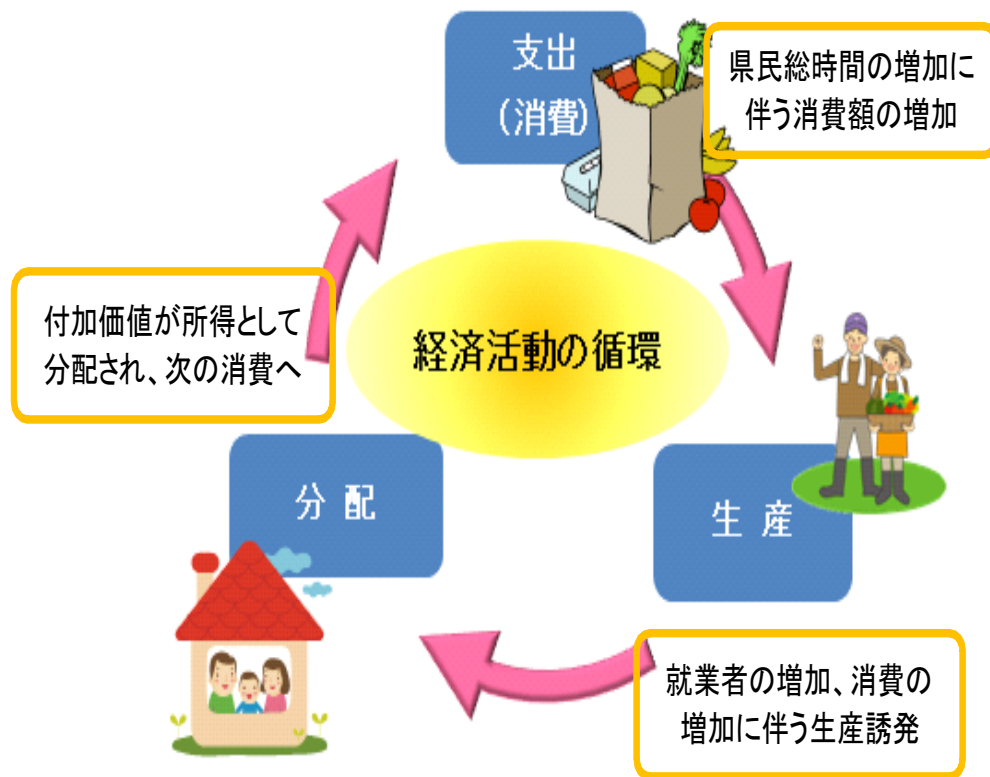 支出
(消費)
県民総時間の増加に
伴う消費額の増加
付加価値が所得として
分配され、次の消費へ
経済活動の循環
分 配
生 産
就業者の増加、消費の
増加に伴う生産誘発